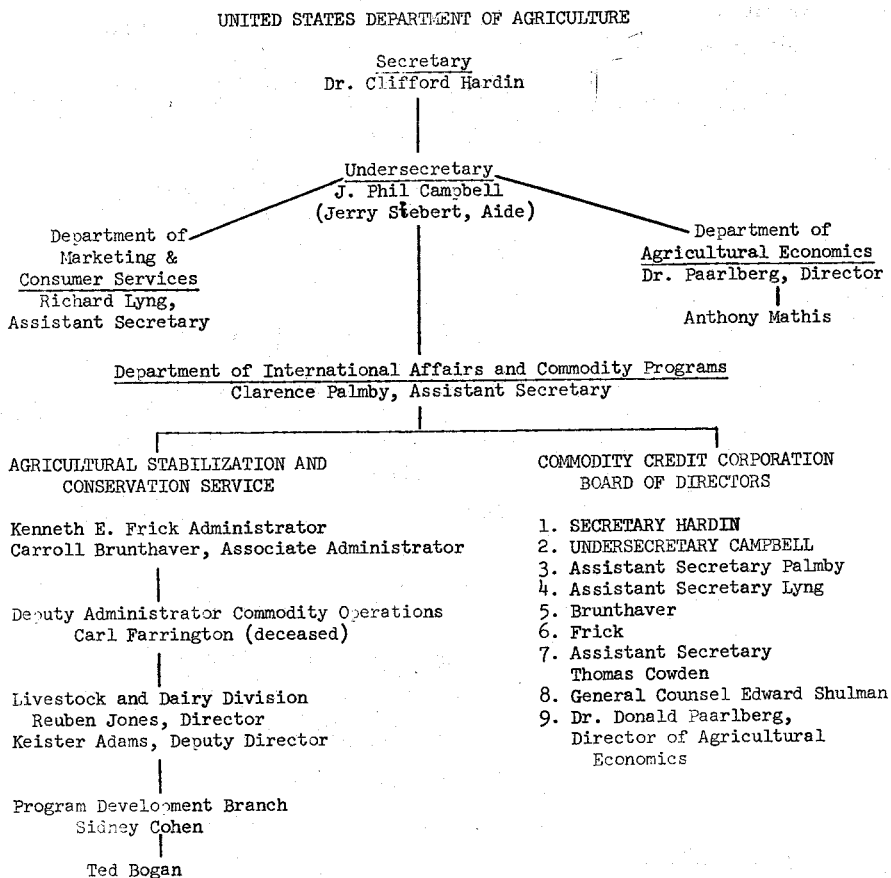 UNITED STATES DEPARTMENT OF AGRICULTURE
Secretary
Dr. Clifford Hardin
Undersecretary
J. Phil Campbell
(Jerry Stebert, Aide)
Department of
Marketing &
Consumer Services
Richard Lyng,
Assistant Secretary
Department of
Agricultural Economics
Dr. Paarlberg, Director
Anthony Mathis
Department of International Affairs and Commodity Programs
Clarence Palmby, Assistant Secretary
AGRICULTURAL STABILIZATION AND
CONSERVATION SERVICE
Kenneth E. Frick Administrator
Carroll Brunthaver, Associate Administrator
Deputy Administrator Commodity Operations
Carl Farrington (deceased)
Livestock and Dairy Division
Reuben Jones, Director
Keister Adams, Deputy Director
Program Development Branch
Sidney Cohen
Ted Bogan
COMMODITY CREDIT CORPORATION
BOARD OF DIRECTORS
1. SECRETARY HARDIN
2. UNDERSECRETARY CAMPBELL
3. Assistant Secretary Palmby
4. Assistant Secretary Lyng
5. Brunthaver
6. Frick
7. Assistant Secretary
Thomas Cowden
8. General Counsel Edward Shulman
9. Dr. Donald Paarlberg,
Director of Agricultural
Economics